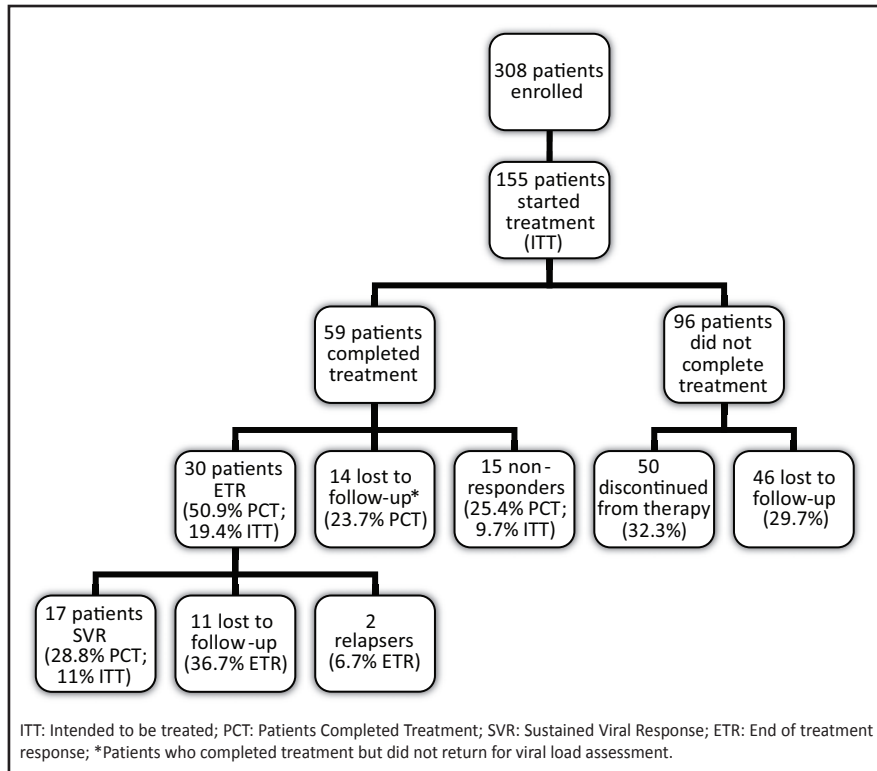 308 patients
enrolled
155 patients
started
treatment
(ITT)
59 patients
completed
treatment
96 patients
did not
complete
treatment
30 patients
ETR
(50.9% PCT;
19.4% ITT)
14 lost to
follow-up*
(23.7% PCT)
15 non-
responders
(25.4% PCT;
9.7% ITT)
50
discontinued
from therapy
(32.3%)
46 lost to
follow-up
(29.7%)
17 patients
SVR
(28.8% PCT;
11% ITT)
11 lost to
follow-up
(36.7% ETR)
2
relapsers
(6.7% ETR)
ITT: Intended to be treated; PCT: Patients Completed Treatment; SVR: Sustained Viral Response; ETR: End of treatment
response; *Patients who completed treatment but did not return for viral load assessment.